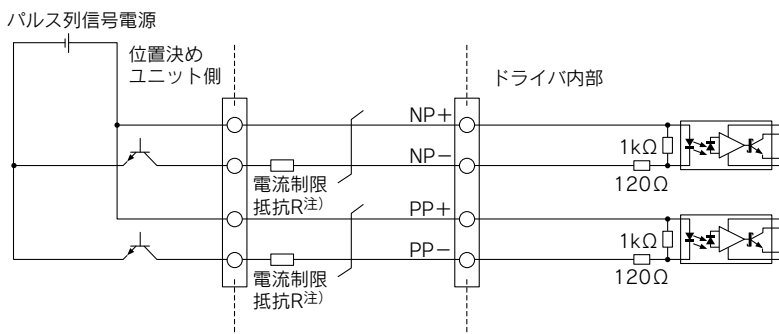 パルス列信号電源
位置決め
ユニット側
ドライバ内部
NP+
NP−
1kΩ
120Ω
電流制限
抵抗R注)
PP+
PP−
1kΩ
120Ω
電流制限
抵抗R注)